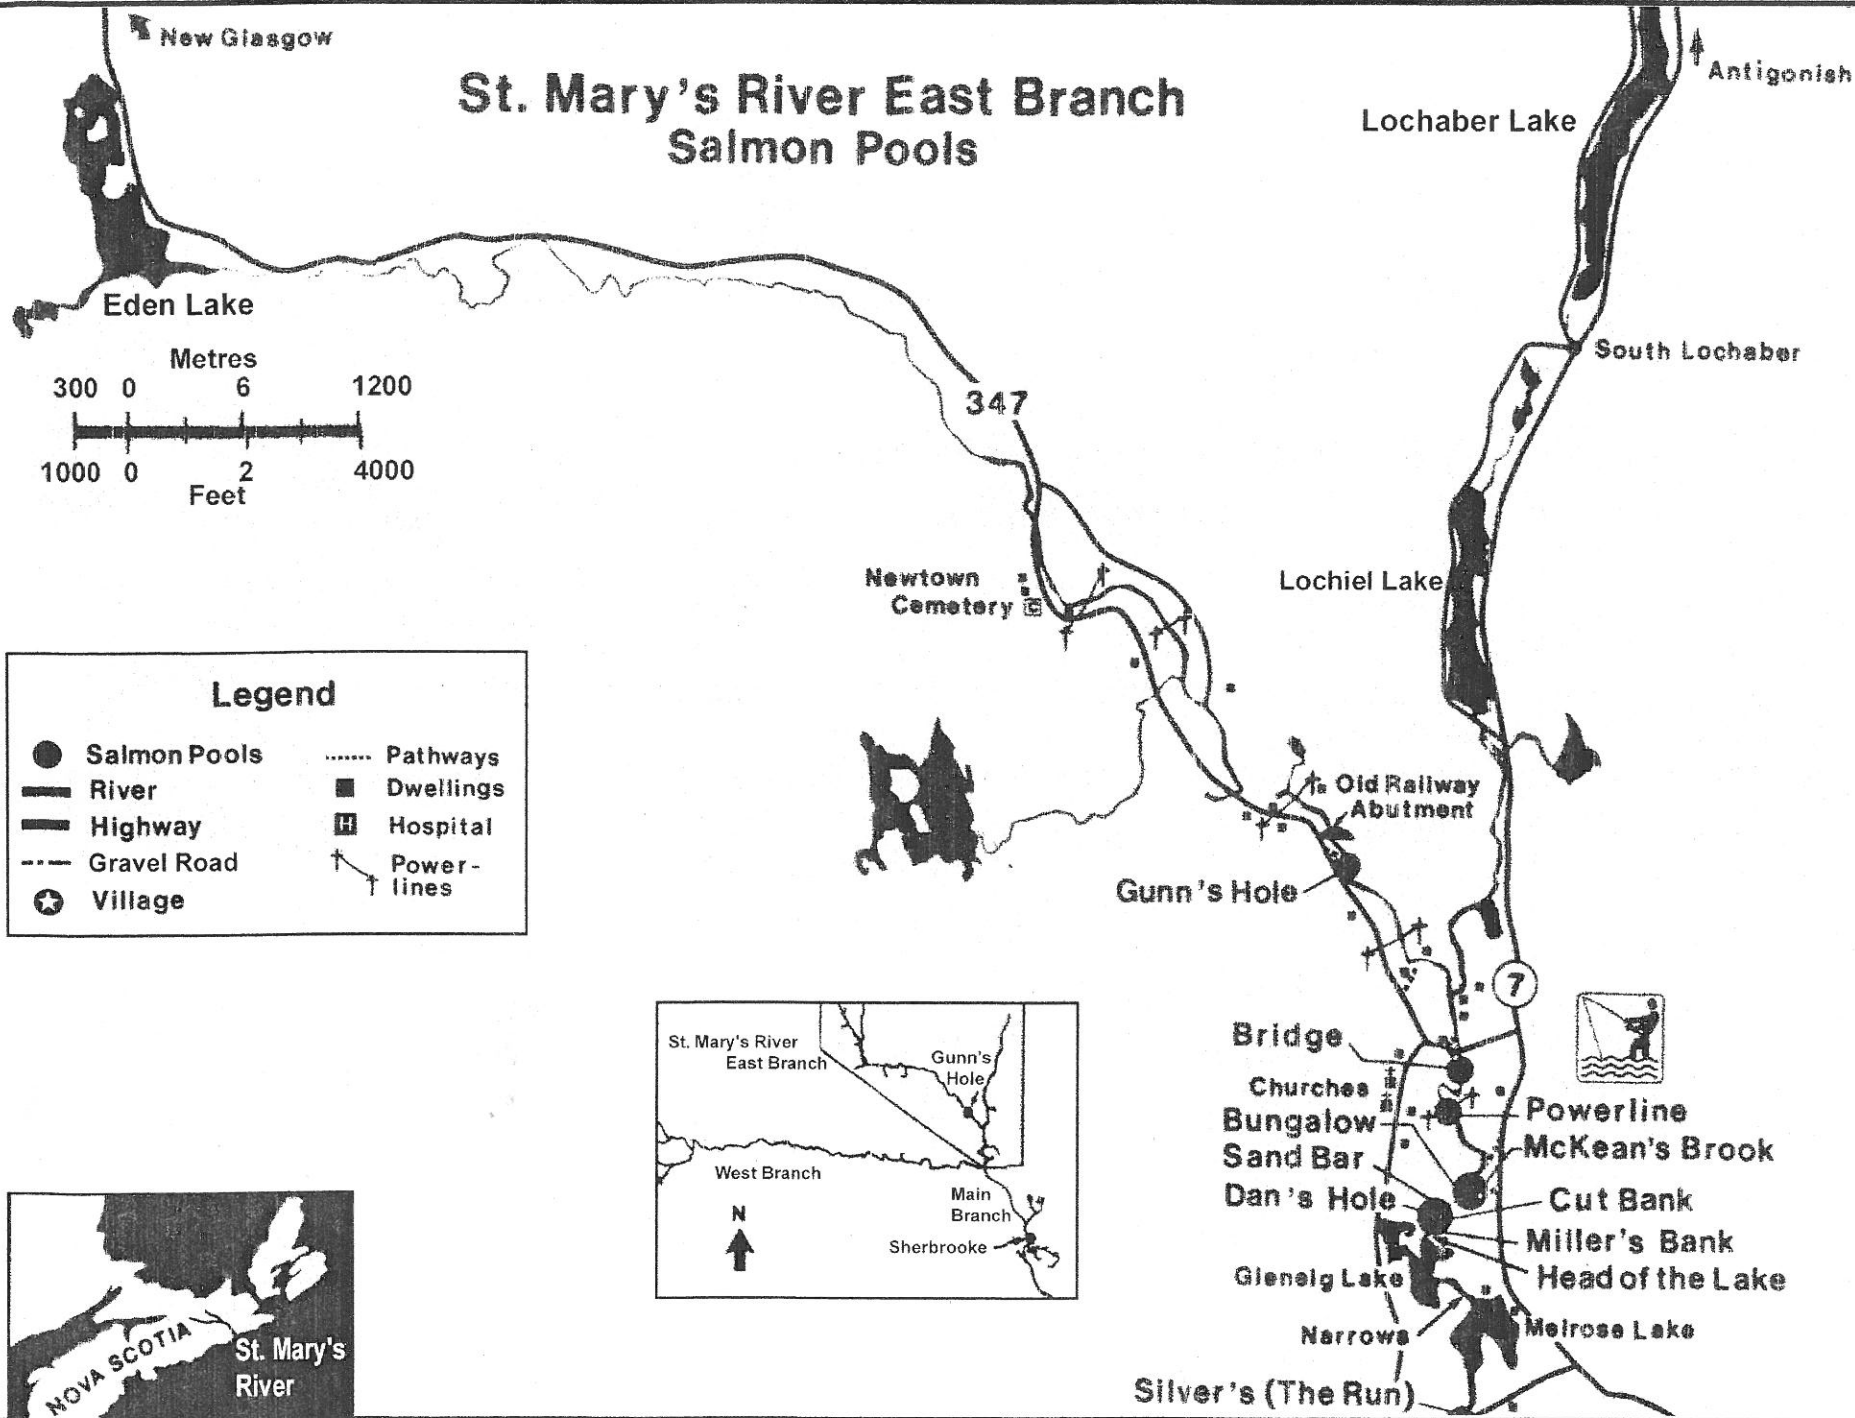 New Glasgow
St. Mary's River East Branch
Salmon Pools
Antigonish
Lochaber Lake
Eden Lake
Metres
300 0 6 1200
1000 0 2 4000
Feet
South Lochaber
347
Newtown
Cemetery C
Lochiel Lake
Legend
Salmon Pools
River
Highway
Gravel Road
Village
Pathways
Dwellings
H Hospital
Power-
lines
Old Railway
Abutment
Gunn's Hole
7
Bridge
Churches
Bungalow
Sand Bar
Dan's Hole
Powerline
McKean's Brook
Cut Bank
Miller's Bank
Head of the Lake
Glenelg Lake
Narrows
Melrose Lake
Silver's (The Run)
St. Mary's River
East Branch
Gunn's
Hole
West Branch
Main
Branch
N
Sherbrooke
NOVA SCOTIA
St. Mary's
River